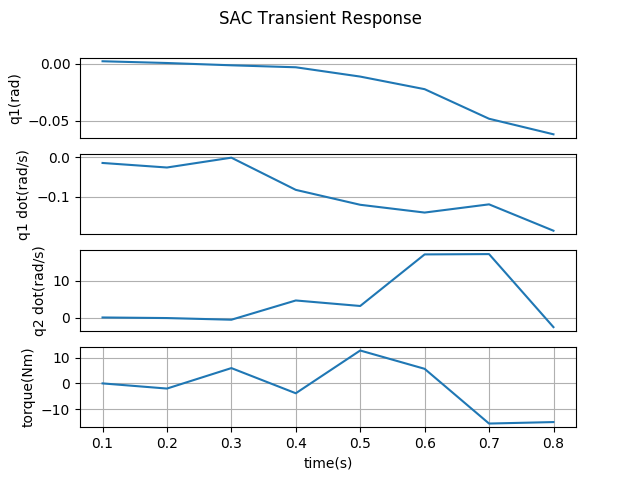 SAC Transient Response
q1(rad)
0.00
−0.05
q1 dot(rad/s)
0.0
−0.1
q2 dot(rad/s)
10
0
torque(Nm)
10
0
−10
0.1 0.2 0.3 0.4 0.5 0.6 0.7 0.8
time(s)